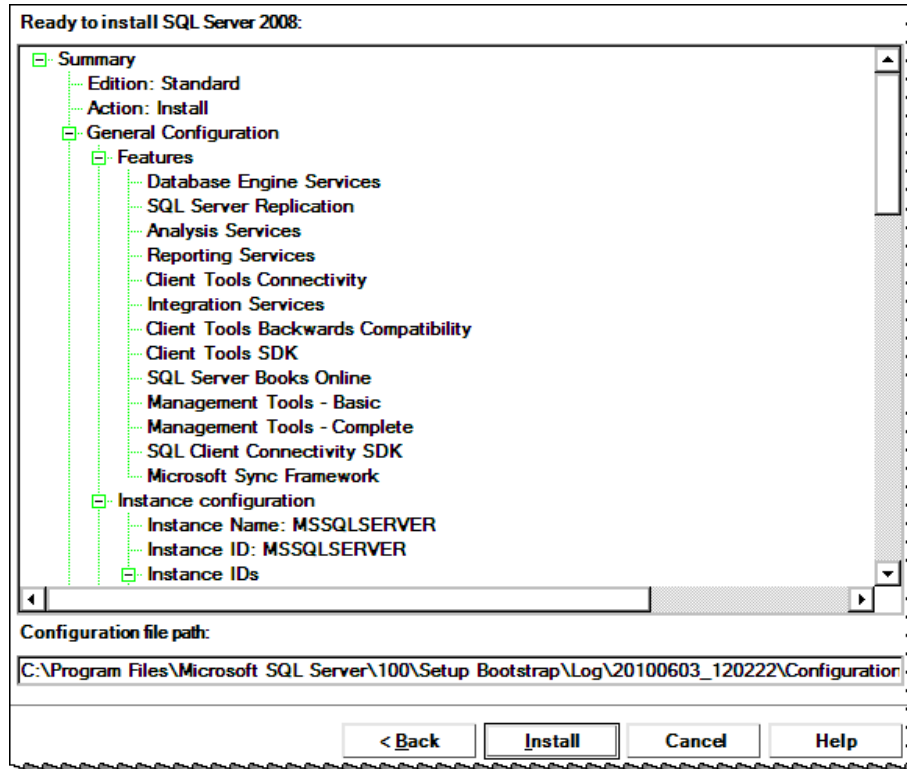 Ready to install SQL Server 2008:
Summary
Edition: Standard
Action: Install
General Configuration
Features
Database Engine Services
SQL Server Replication
Analysis Services
Reporting Services
Client Tools Connectivity
Integration Services
Client Tools Backwards Compatibility
Client Tools SDK
SQL Server Books Online
Management Tools - Basic
Management Tools - Complete
SQL Client Connectivity SDK
Microsoft Sync Framework
Instance configuration
Instance Name: MSSQLSERVER
Instance ID: MSSQLSERVER
Instance IDs
Configuration file path:
C:\Program Files\Microsoft SQL Server\100\Setup Bootstrap\Log\20100603_120222\Configuration
< Back Install Cancel Help